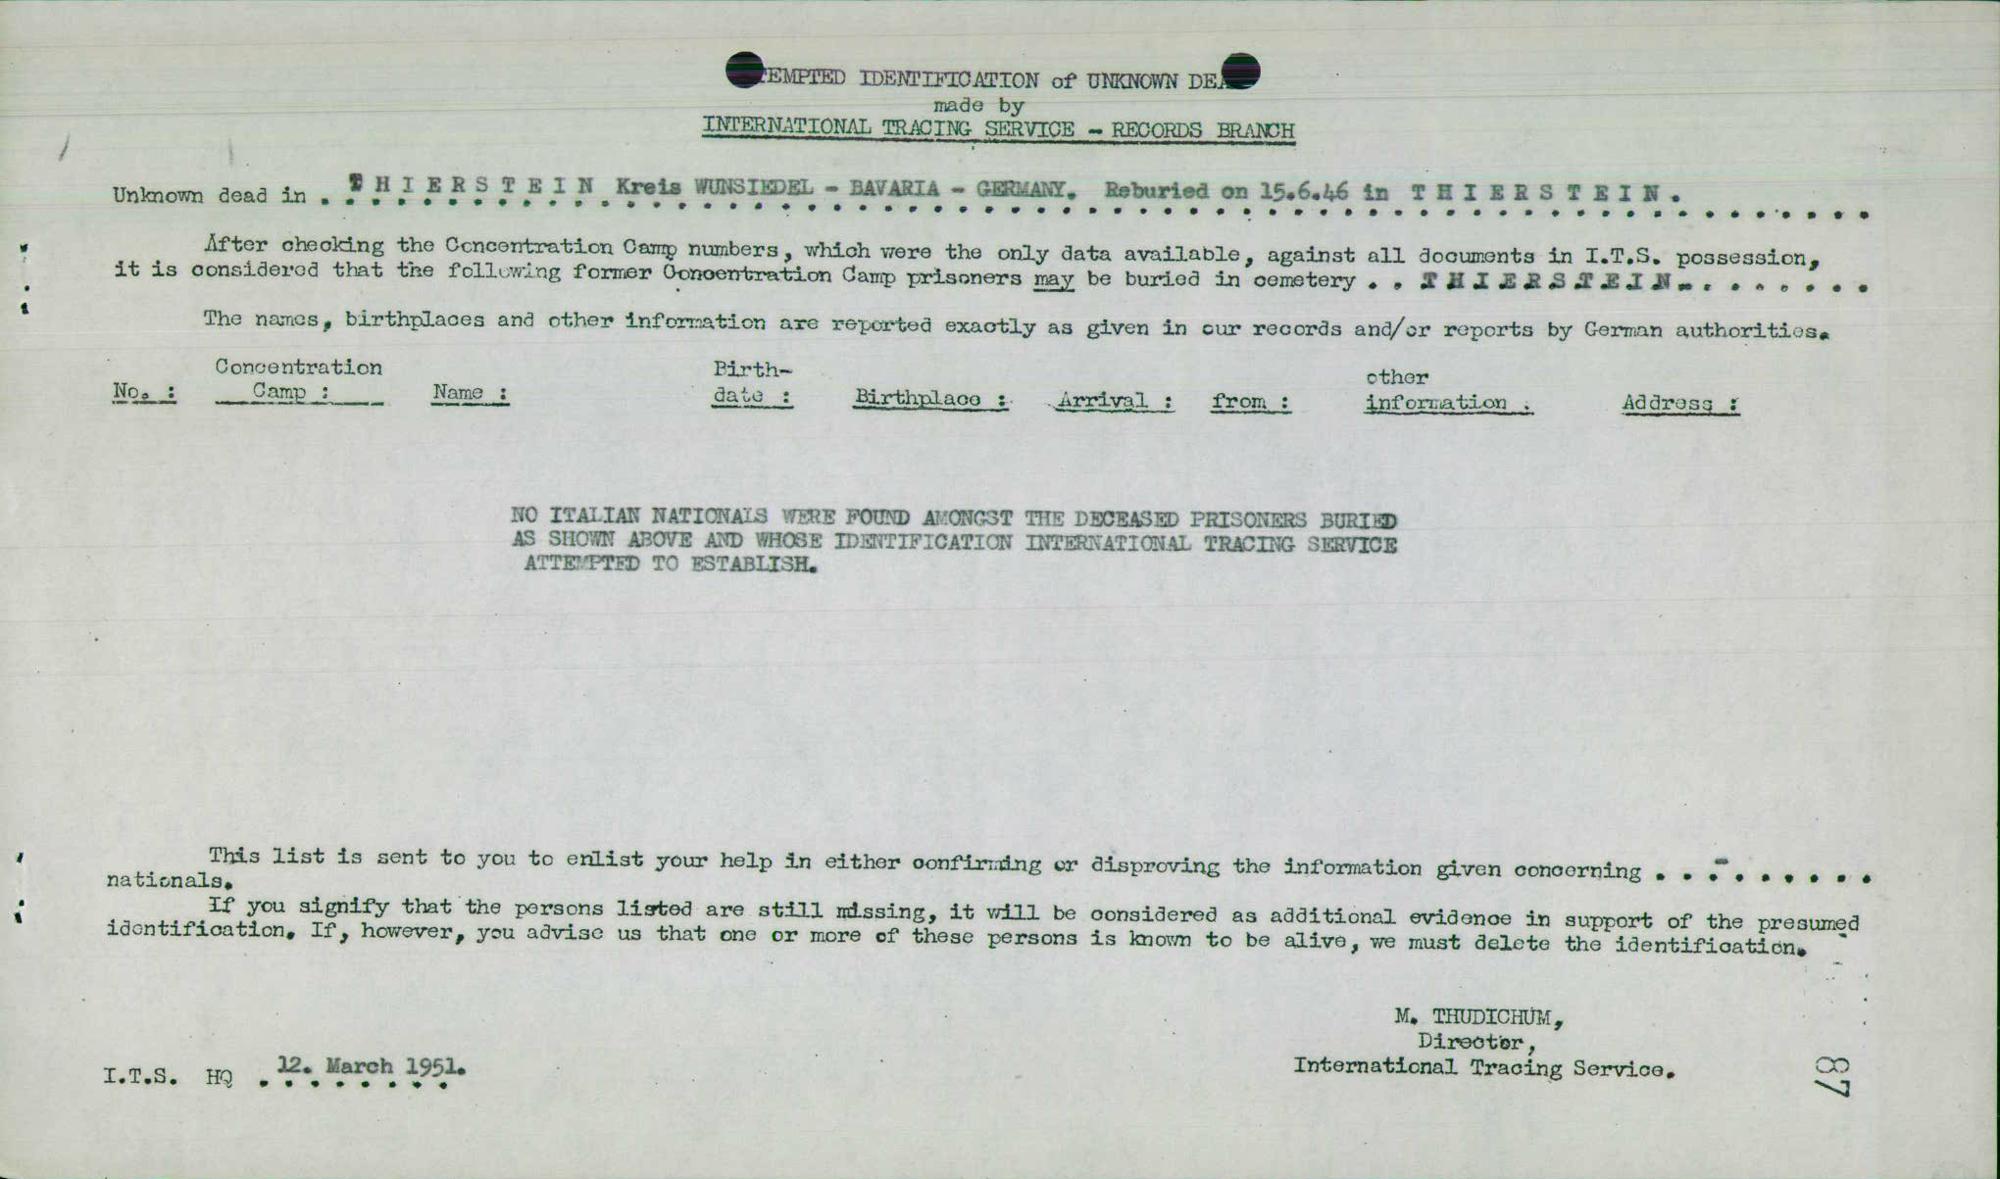 EMPTED IDENTIFICATION of UNKNOWN DEA
made by
INTERNATIONAL TRACING SERVICE - RECORDS BRANCH
Unknown dead in . THIERSTEIN Kreis WUNSIEDEL - BAVARIA - GERMANY. Reburied on 15.6.46 in THIERSTEIN.
After checking the Concentration Camp numbers, which were the only data available, against all documents in I.T.S. possession,
it is considered that the following former Concentration Camp prisoners may be buried in cemetery . . THIERSTEIN. . . . . . . .
The names, birthplaces and other information are reported exactly as given in our records and/or reports by German authorities.
Concentration Birth- other
No. : Camp : Name : date : Birthplace : Arrival : from : information : Address :
NO ITALIAN NATIONALS WERE FOUND AMONGST THE DECEASED PRISONERS BURIED
AS SHOWN ABOVE AND WHOSE IDENTIFICATION INTERNATIONAL TRACING SERVICE
ATTEMPTED TO ESTABLISH.
This list is sent to you to enlist your help in either confirming or disproving the information given concerning . . - . . . . . .
nationals.
If you signify that the persons listed are still missing, it will be considered as additional evidence in support of the presumed
identification. If, however, you advise us that one or more of these persons is known to be alive, we must delete the identification.
M. THUDICHUM,
Director,
International Tracing Service.
I.T.S. HQ 12. March 1951.
87